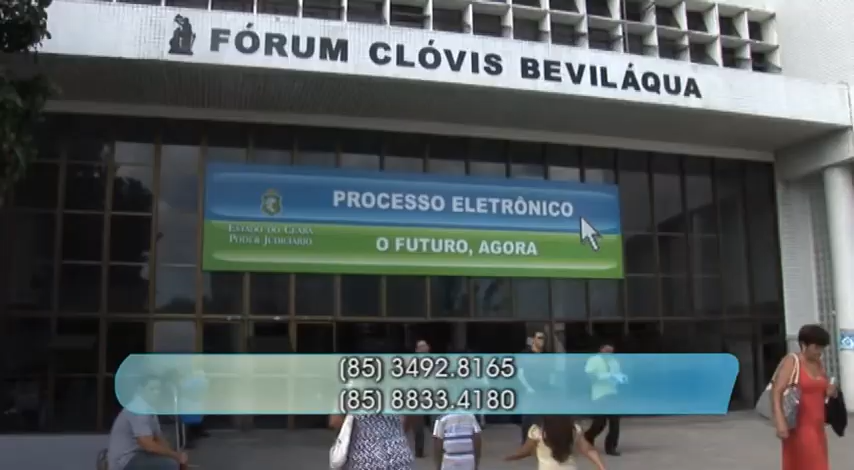 FÓRUM CLÓVIS BEVILÁQUA
PROCESSO ELETRÔNICO
ESTADO DO CEARÁ
PODER JUDICIÁRIO
O FUTURO, AGORA
(85) 3492.8165
(85) 8833.4180